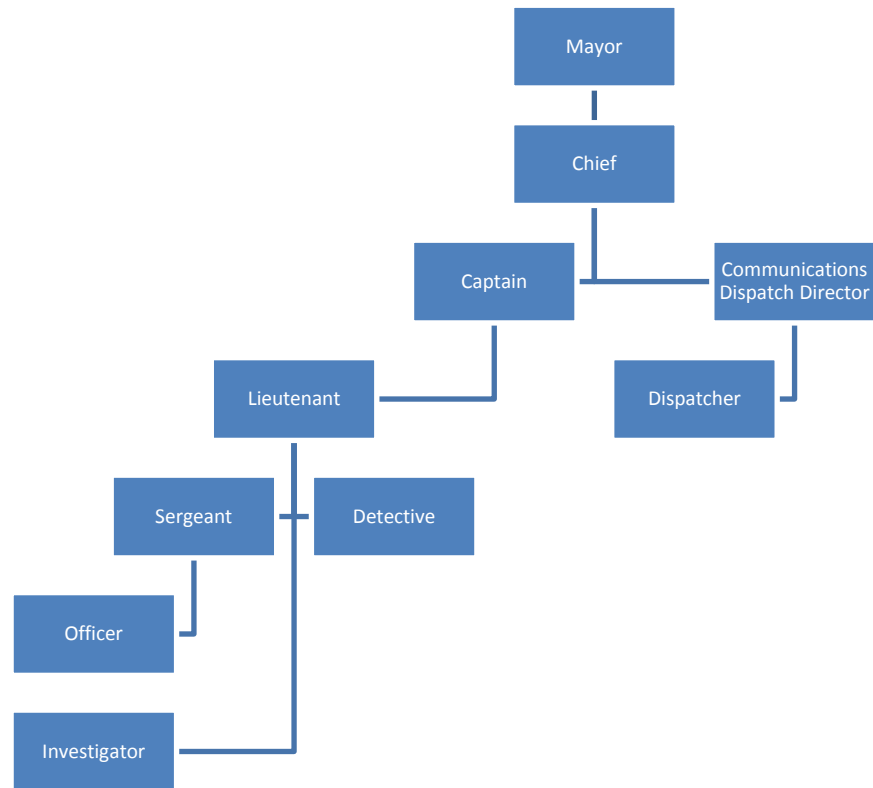 Mayor
Chief
Captain
Communications
Dispatch Director
Lieutenant
Dispatcher
Sergeant
Detective
Officer
Investigator